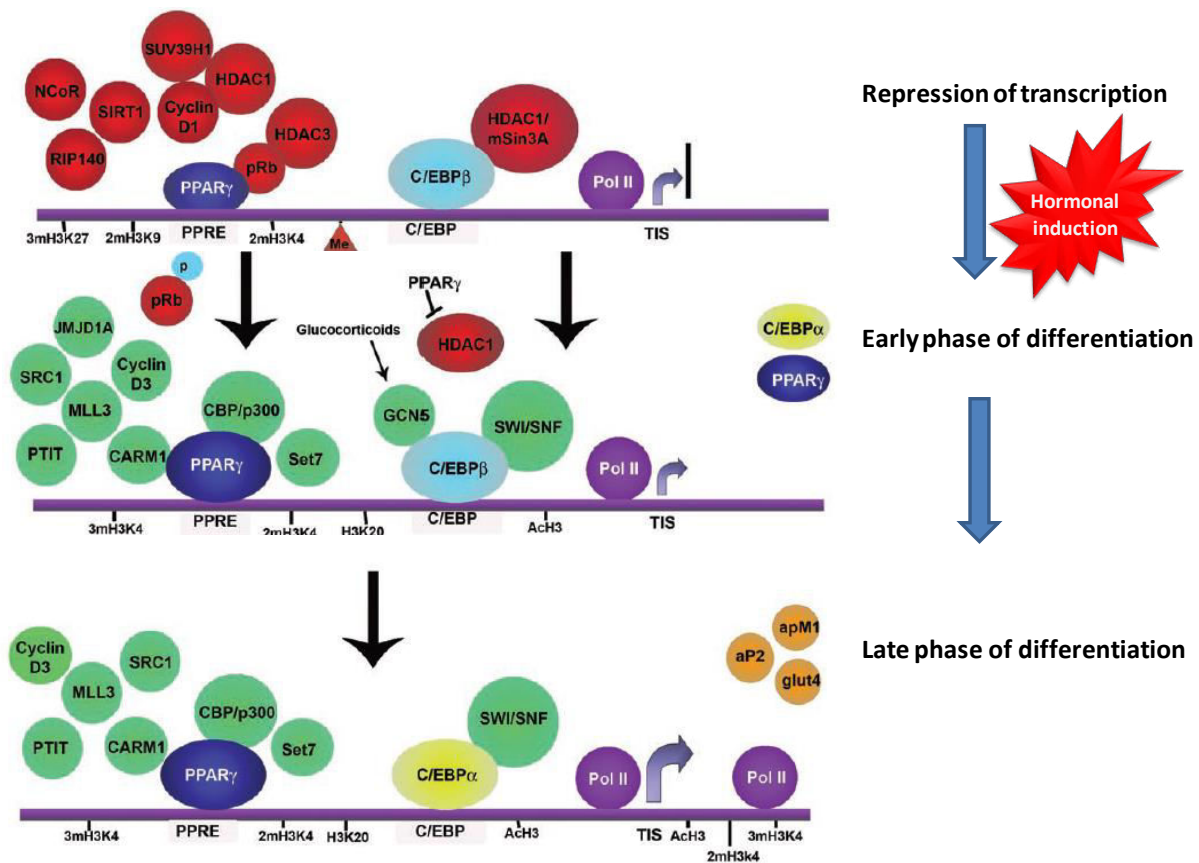 SUV39H1
NCoR
HDAC1
SIRT1
Cyclin
D1
HDAC3
RIP140
pRb
PPARγ
HDAC1/
mSin3A
C/EBPβ
Pol II
Repression of transcription
Hormonal
induction
3mH3K27
2mH3K9
PPRE
2mH3K4
Me
C/EBP
TIS
p
pRb
PPARγ
Glucocorticoids
HDAC1
JMJD1A
SRC1
Cyclin
D3
MLL3
CBP/p300
PTIT
CARM1
PPARγ
Set7
GCN5
SWI/SNF
C/EBPβ
Pol II
C/EBPα
PPARγ
Early phase of differentiation
3mH3K4
PPRE
2mH3K4
H3K20
C/EBP
AcH3
TIS
Cyclin
D3
SRC1
MLL3
CBP/p300
PTIT
CARM1
PPARγ
Set7
SWI/SNF
C/EBPα
Pol II
Pol II
apM1
aP2
glut4
Late phase of differentiation
3mH3K4
PPRE
2mH3K4
H3K20
C/EBP
AcH3
TIS
AcH3
3mH3K4
2mH3k4